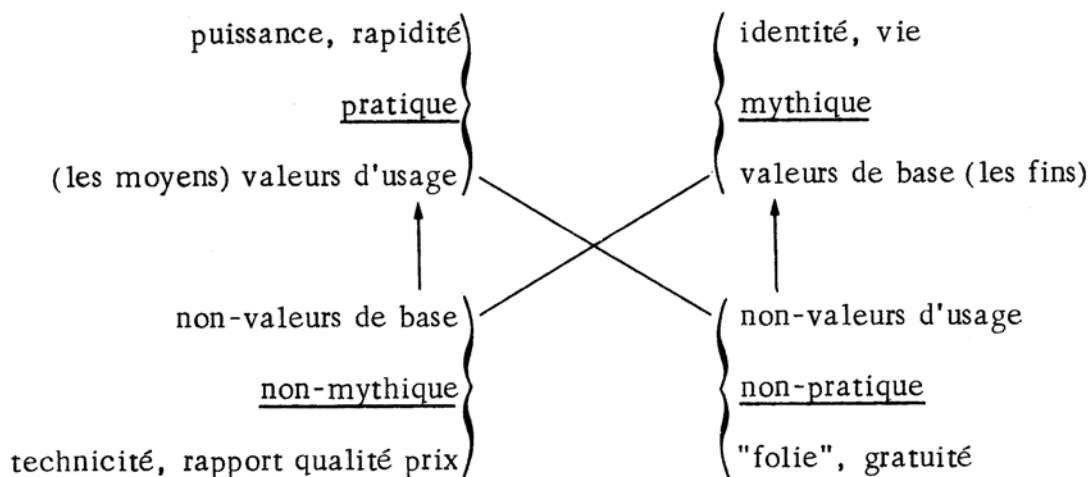 puissance, rapidité
identité, vie
pratique
mythique
(les moyens) valeurs d'usage
valeurs de base (les fins)
non-valeurs de base
non-valeurs d'usage
non-mythique
non-pratique
technicité, rapport qualité prix
"folie", gratuité